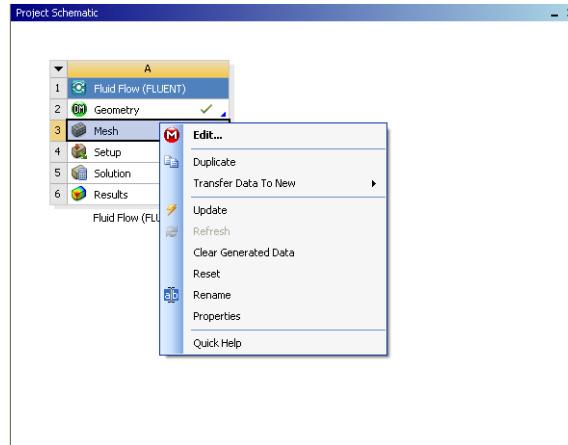 Project Schematic
A
1 Fluid Flow (FLUENT)
2 Geometry
3 Mesh
4 Setup
5 Solution
6 Results
Fluid Flow (FLU
Edit...
Duplicate
Transfer Data To New
Update
Refresh
Clear Generated Data
Reset
Rename
Properties
Quick Help